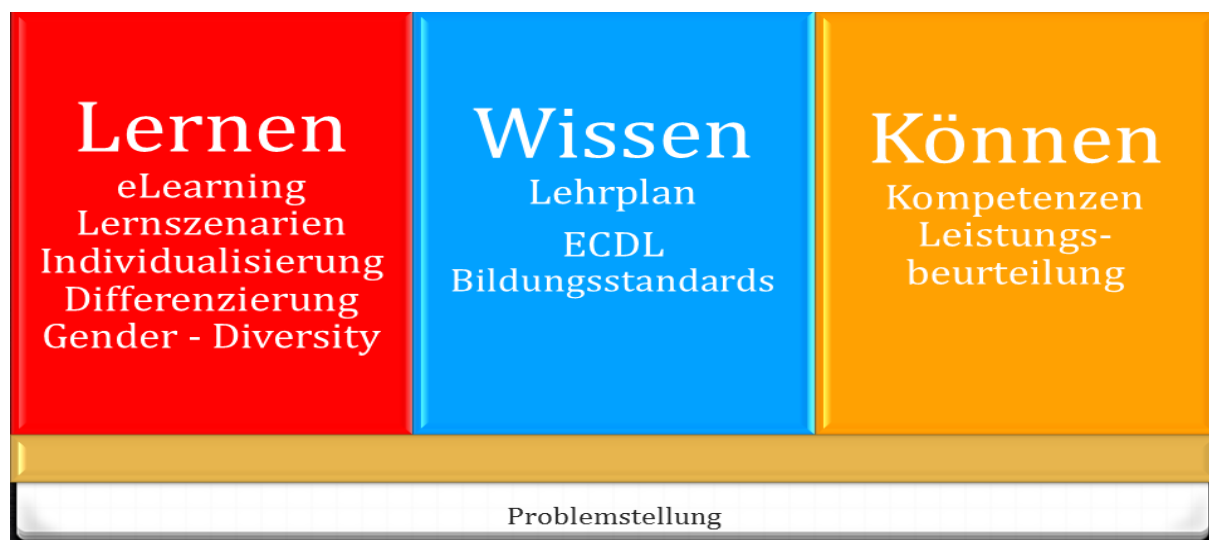 Lernen
eLearning
Lernszenarien
Individualisierung
Differenzierung
Gender - Diversity
Wissen
Lehrplan
ECDL
Bildungsstandards
Können
Kompetenzen
Leistungs-
beurteilung
Problemstellung